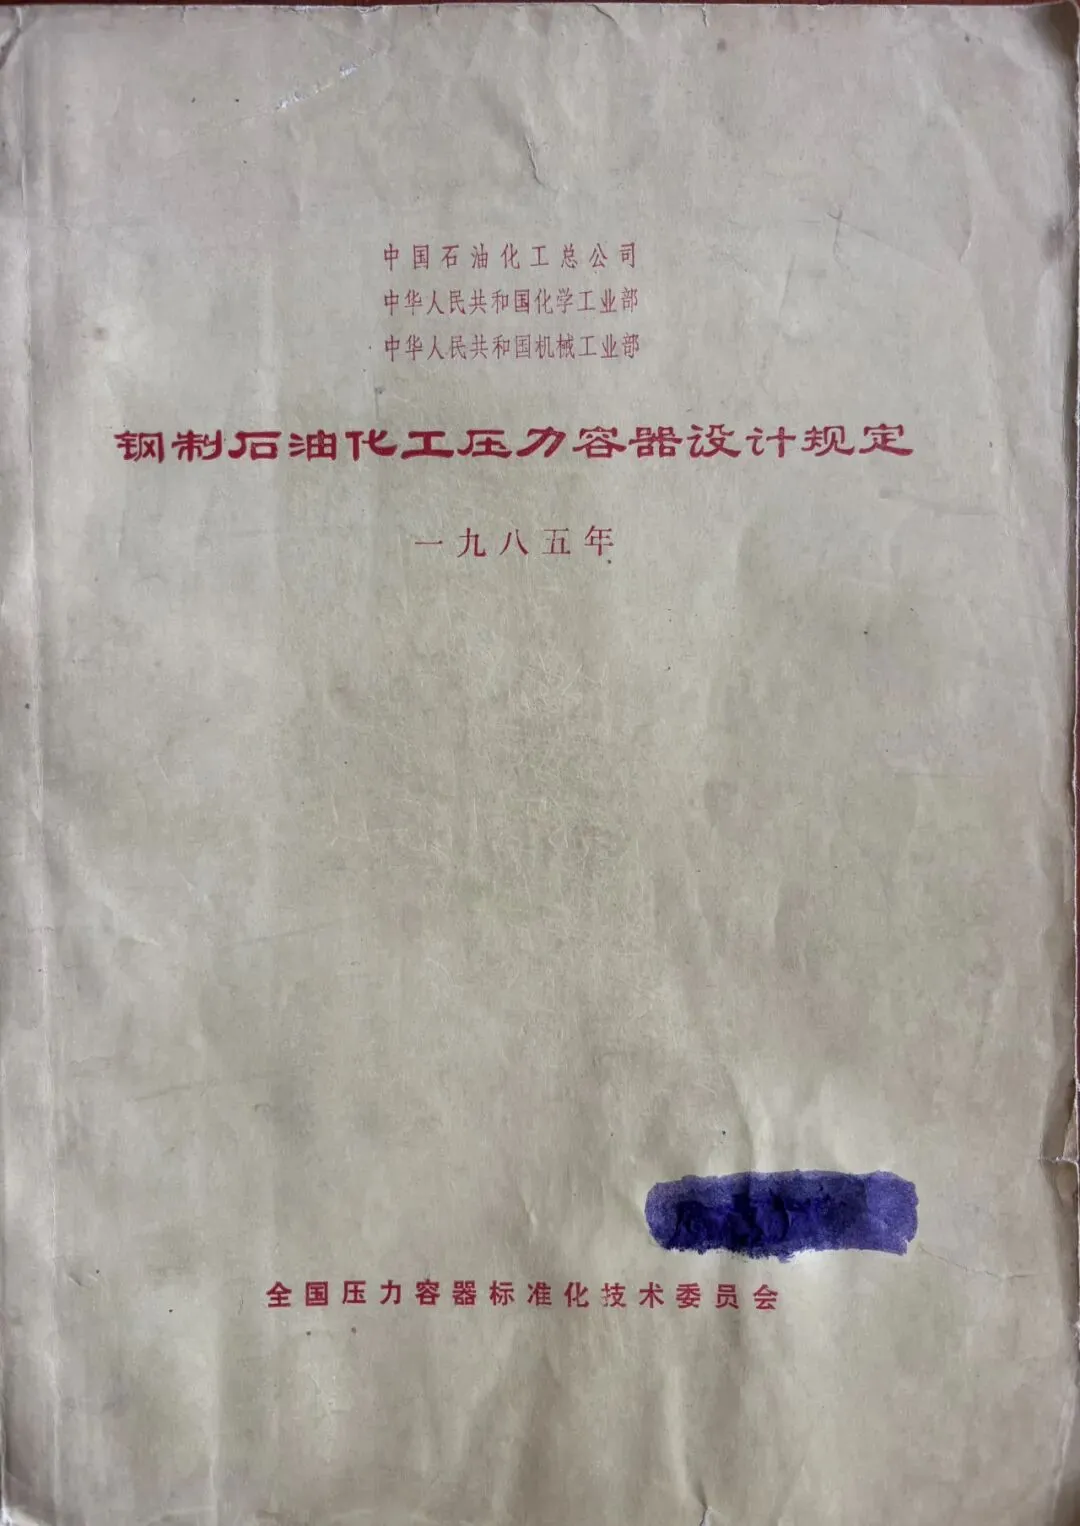 中国石油化工总公司
中华人民共和国化学工业部
中华人民共和国机械工业部
钢制石油化工压力容器设计规定
一九八五年
全国压力容器标准化技术委员会